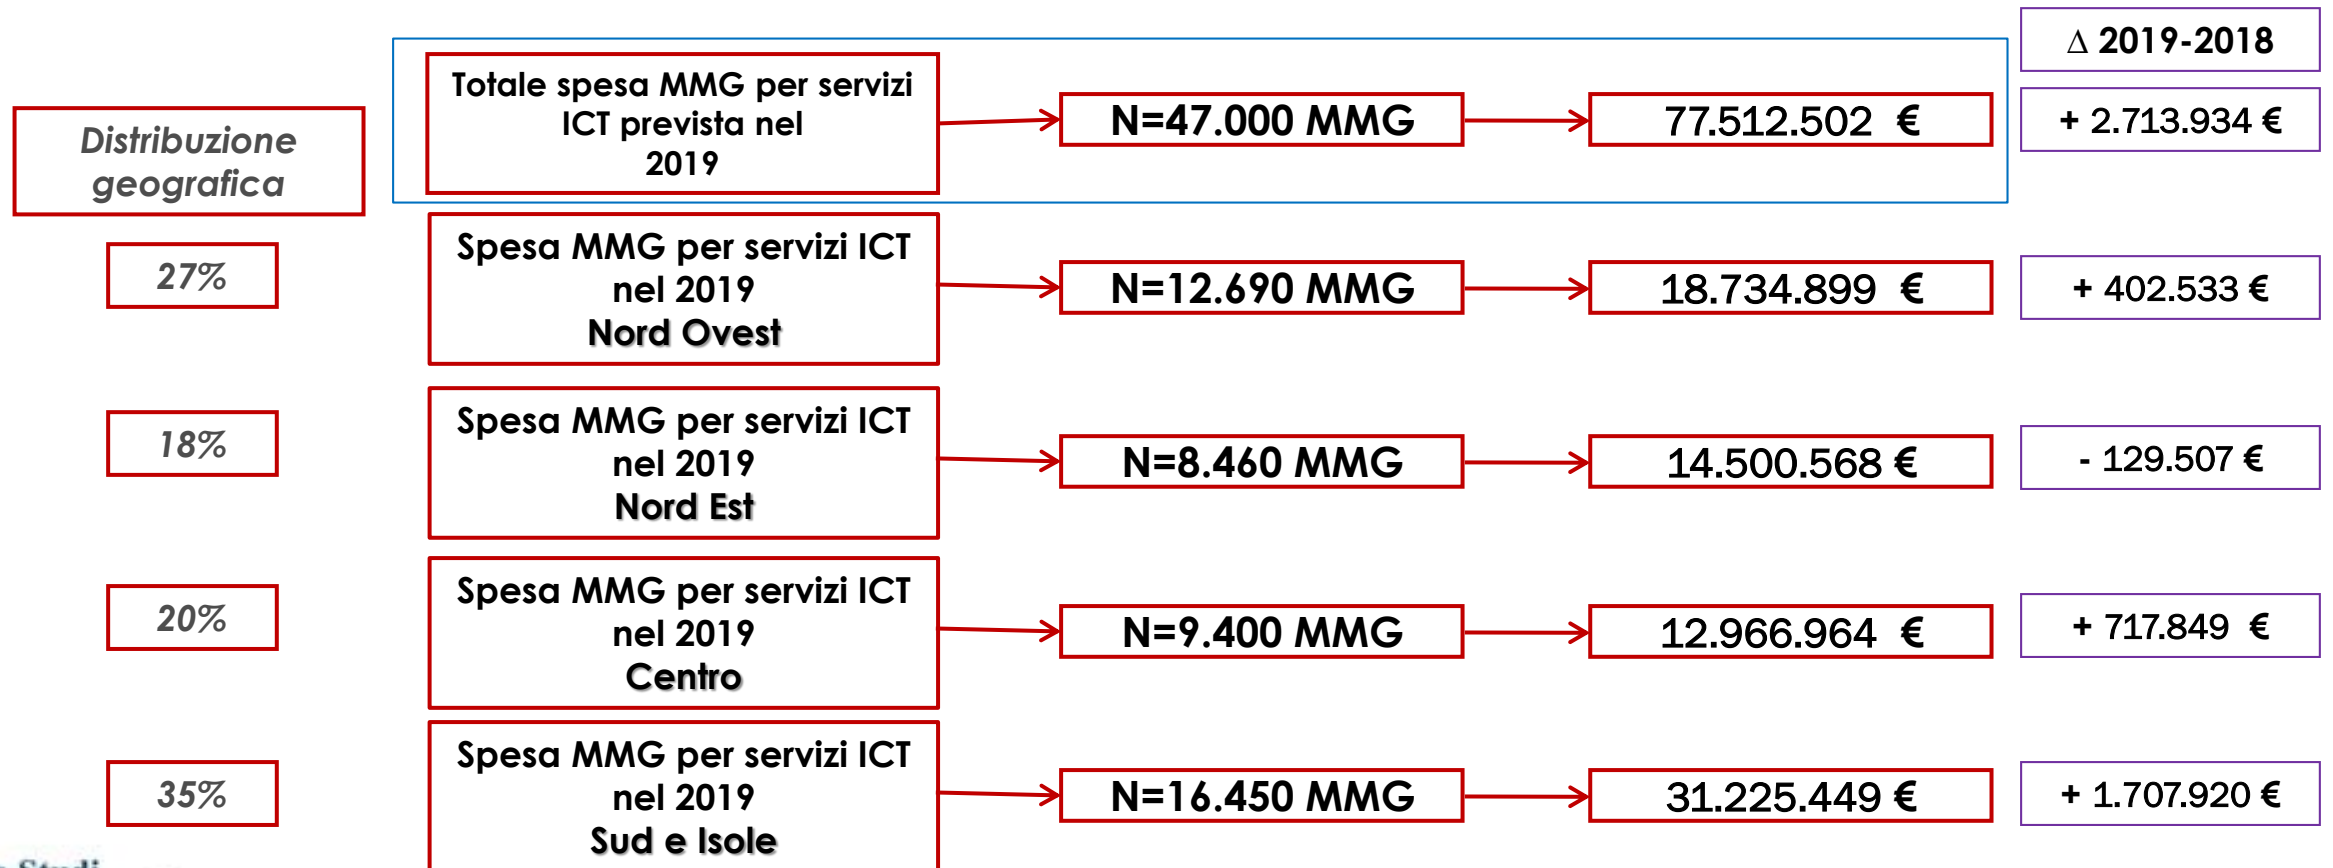 Δ 2019-2018
Totale spesa MMG per servizi
ICT prevista nel
2019
N=47.000 MMG
77.512.502 €
+ 2.713.934 €
Distribuzione
geografica
27%
Spesa MMG per servizi ICT
nel 2019
Nord Ovest
N=12.690 MMG
18.734.899 €
+ 402.533 €
18%
Spesa MMG per servizi ICT
nel 2019
Nord Est
N=8.460 MMG
14.500.568 €
- 129.507 €
20%
Spesa MMG per servizi ICT
nel 2019
Centro
N=9.400 MMG
12.966.964 €
+ 717.849 €
35%
Spesa MMG per servizi ICT
nel 2019
Sud e Isole
N=16.450 MMG
31.225.449 €
+ 1.707.920 €